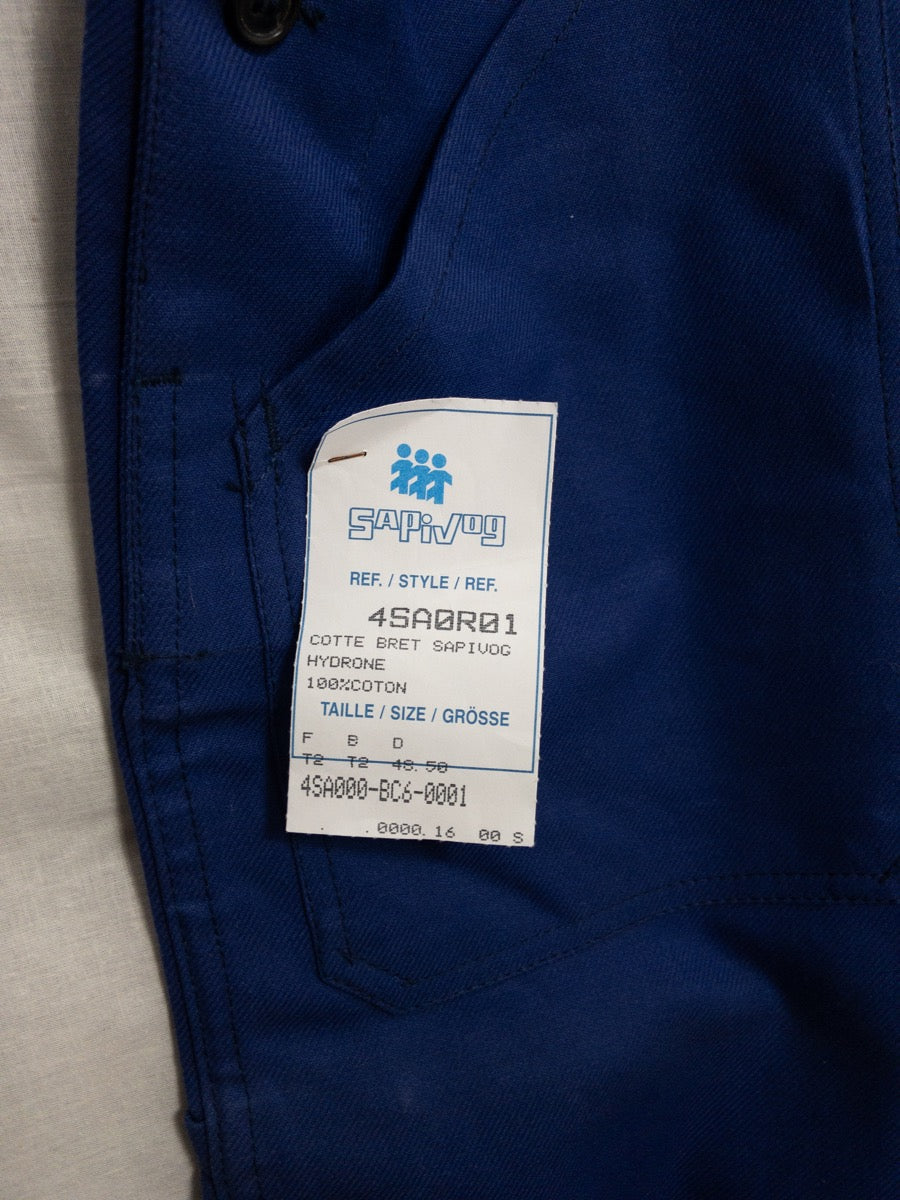 SAPiVOG
REF. / STYLE / REF.
4SA0R01
COTTE BRET SAPIVOG
HYDRONE
100%COTON
TAILLE / SIZE / GRÖSSE
F B D
T2 T2 48.50
4SA000-BC6-0001
. .0000.16 00 S